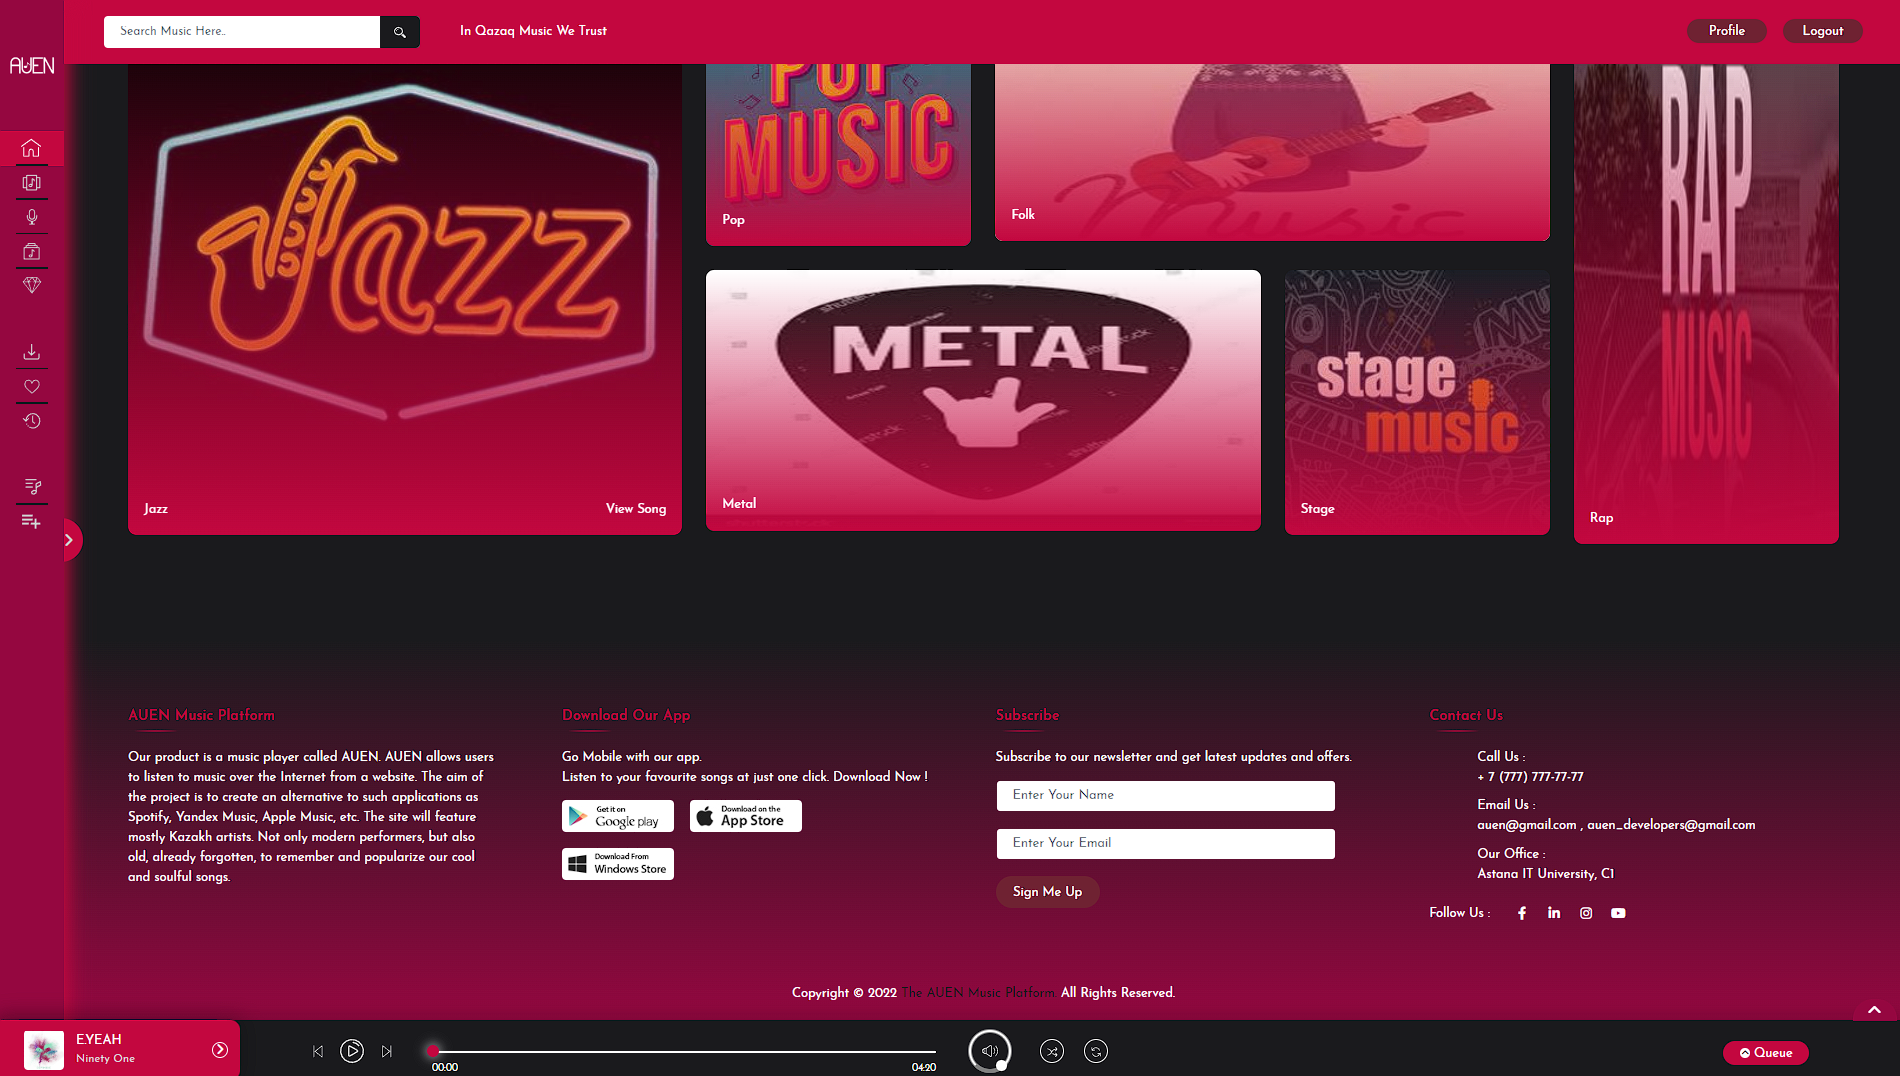 Search Music Here..
In Qazaq Music We Trust
Profile
Logout
AUEN
POP
MUSIC
Pop
Music
Folk
RAP
MUSIC
Rap
Jazz
Jazz
View Song
METAL
Metal
MU
stage
music
Stage
AUEN Music Platform
Our product is a music player called AUEN. AUEN allows users
to listen to music over the Internet from a website. The aim of
the project is to create an alternative to such applications as
Spotify, Yandex Music, Apple Music, etc. The site will feature
mostly Kazakh artists. Not only modern performers, but also
old, already forgotten, to remember and popularize our cool
and soulful songs.
Download Our App
Go Mobile with our app.
Listen to your favourite songs at just one click. Download Now !
Get it on
Google play
Download on the
App Store
Download From
Windows Store
Subscribe
Subscribe to our newsletter and get latest updates and offers.
Enter Your Name
Enter Your Email
Sign Me Up
Contact Us
Call Us :
+ 7 (777) 777-77-77
Email Us :
auen@gmail.com , auen_developers@gmail.com
Our Office :
Astana IT University, C1
Follow Us :
Copyright © 2022 The AUEN Music Platform. All Rights Reserved.
E.YEAH
Ninety One
00:00
04:20
Queue